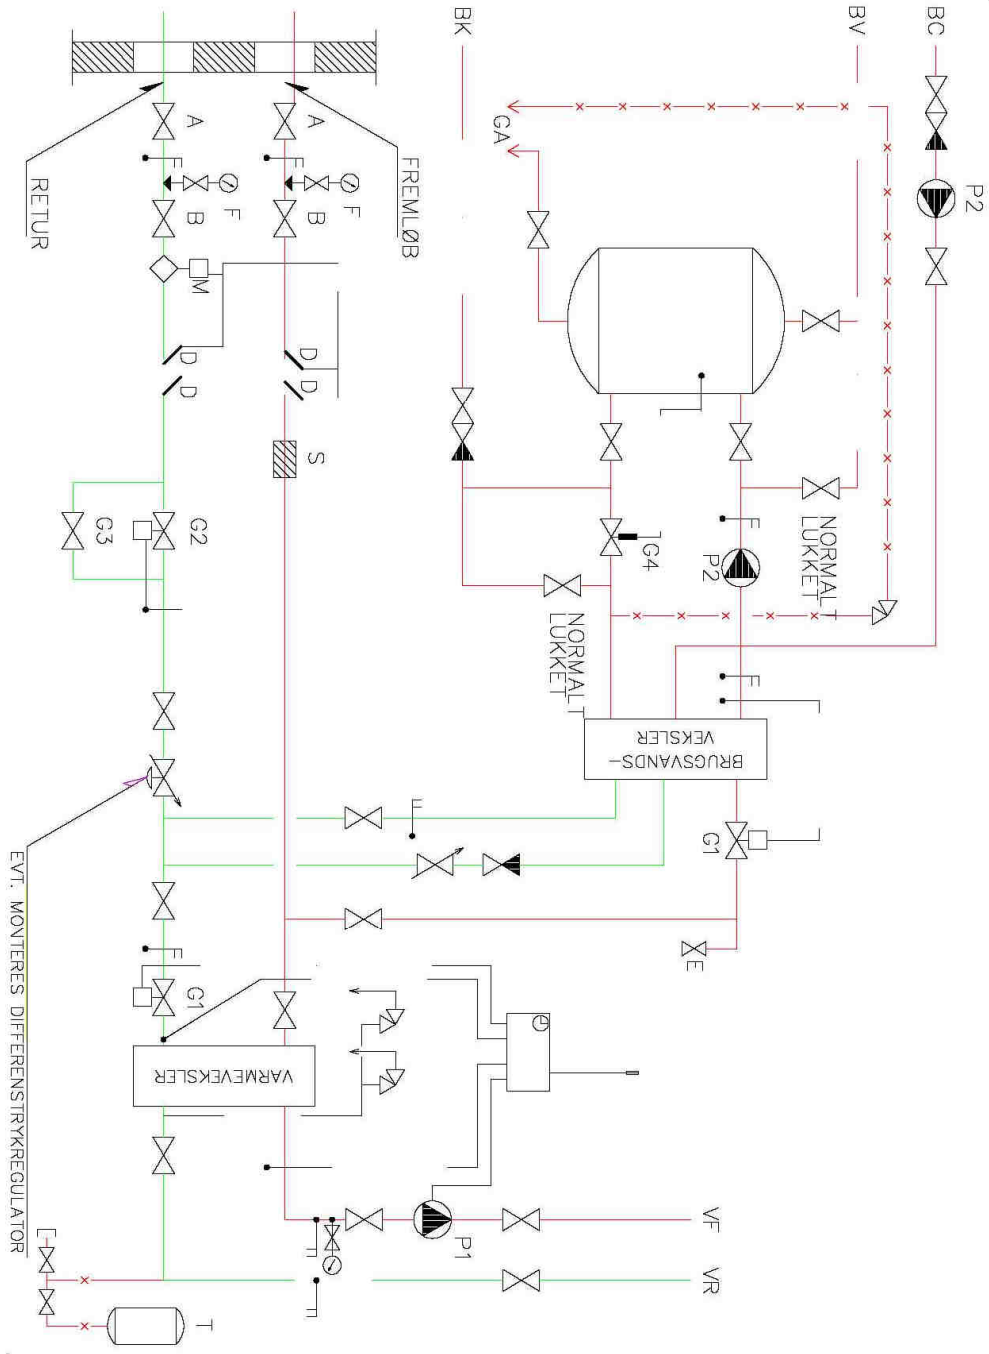 BK
BV
BC
GA
P2
A
A
F
F
F
F
B
B
RETUR
FREMLØB
M
D
D
D
D
S
G3
G2
G4
P2
F
NORMALT
LUKKET
NORMALT
LUKKET
F
BRUGSVANDS-
VEKSLER
G1
F
E
F
G1
VARMEVEKSLER
EVT. MONTERES DIFFERENSTRYKREGULATOR
P1
F
F
VF
VR
T